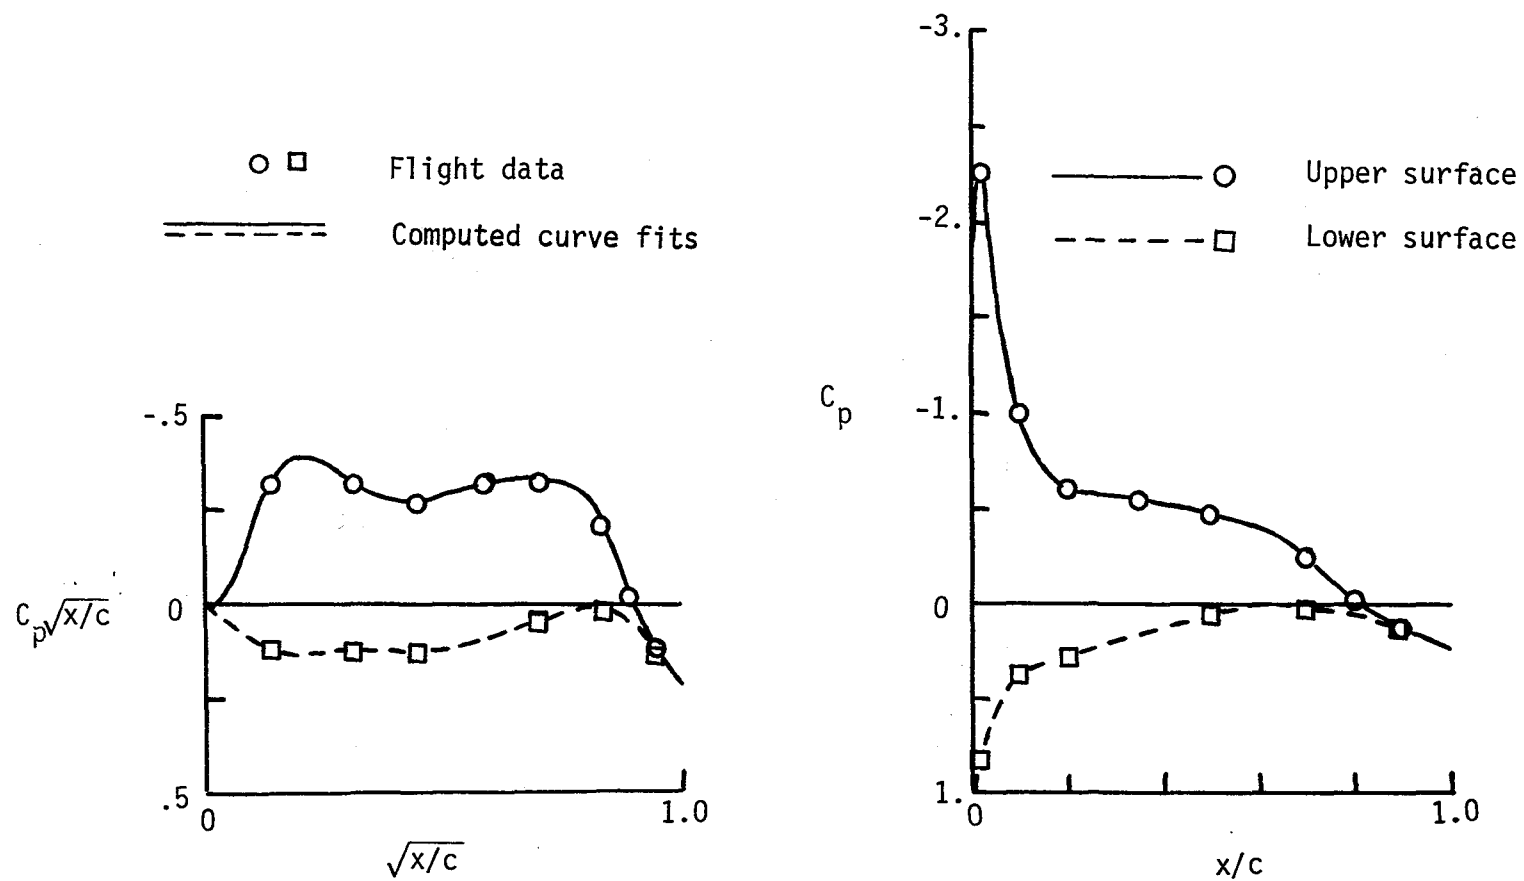 Flight data
Computed curve fits
-.5
0
.5
0
1.0
C_p√x/c
√x/c
-3.
-2.
-1.
0
1.
0
1.0
C_p
x/c
Upper surface
Lower surface